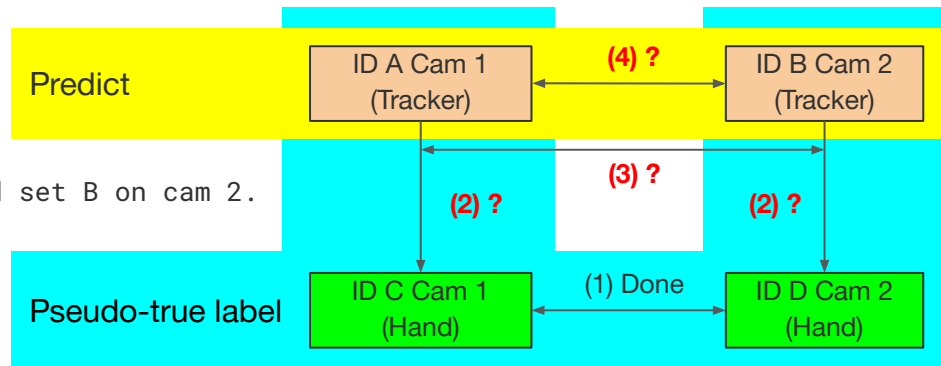 Predict
ID A Cam 1
(Tracker)
(4) ?
ID B Cam 2
(Tracker)
(3) ?
set B on cam 2.
(2) ?
(2) ?
Pseudo-true label
ID C Cam 1
(Hand)
(1) Done
ID D Cam 2
(Hand)